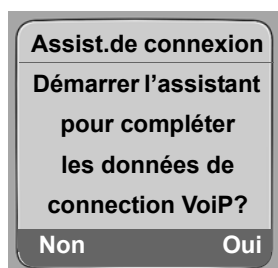 Assist.de connexion
Démarrer l’assistant
pour compléter
les données de
connection VoiP?
Non Oui